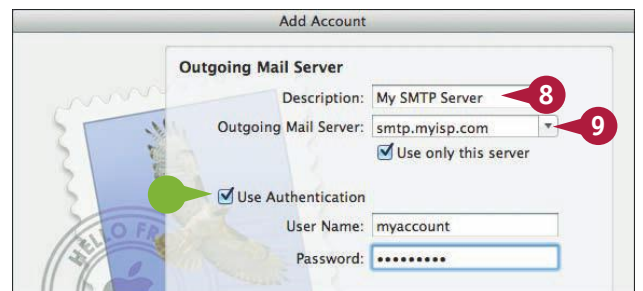 Add Account
Outgoing Mail Server
Description: My SMTP Server
8
Outgoing Mail Server: smtp.myisp.com
9
Use only this server
Use Authentication
User Name: myaccount
Password: •••••••••
HELLO FR